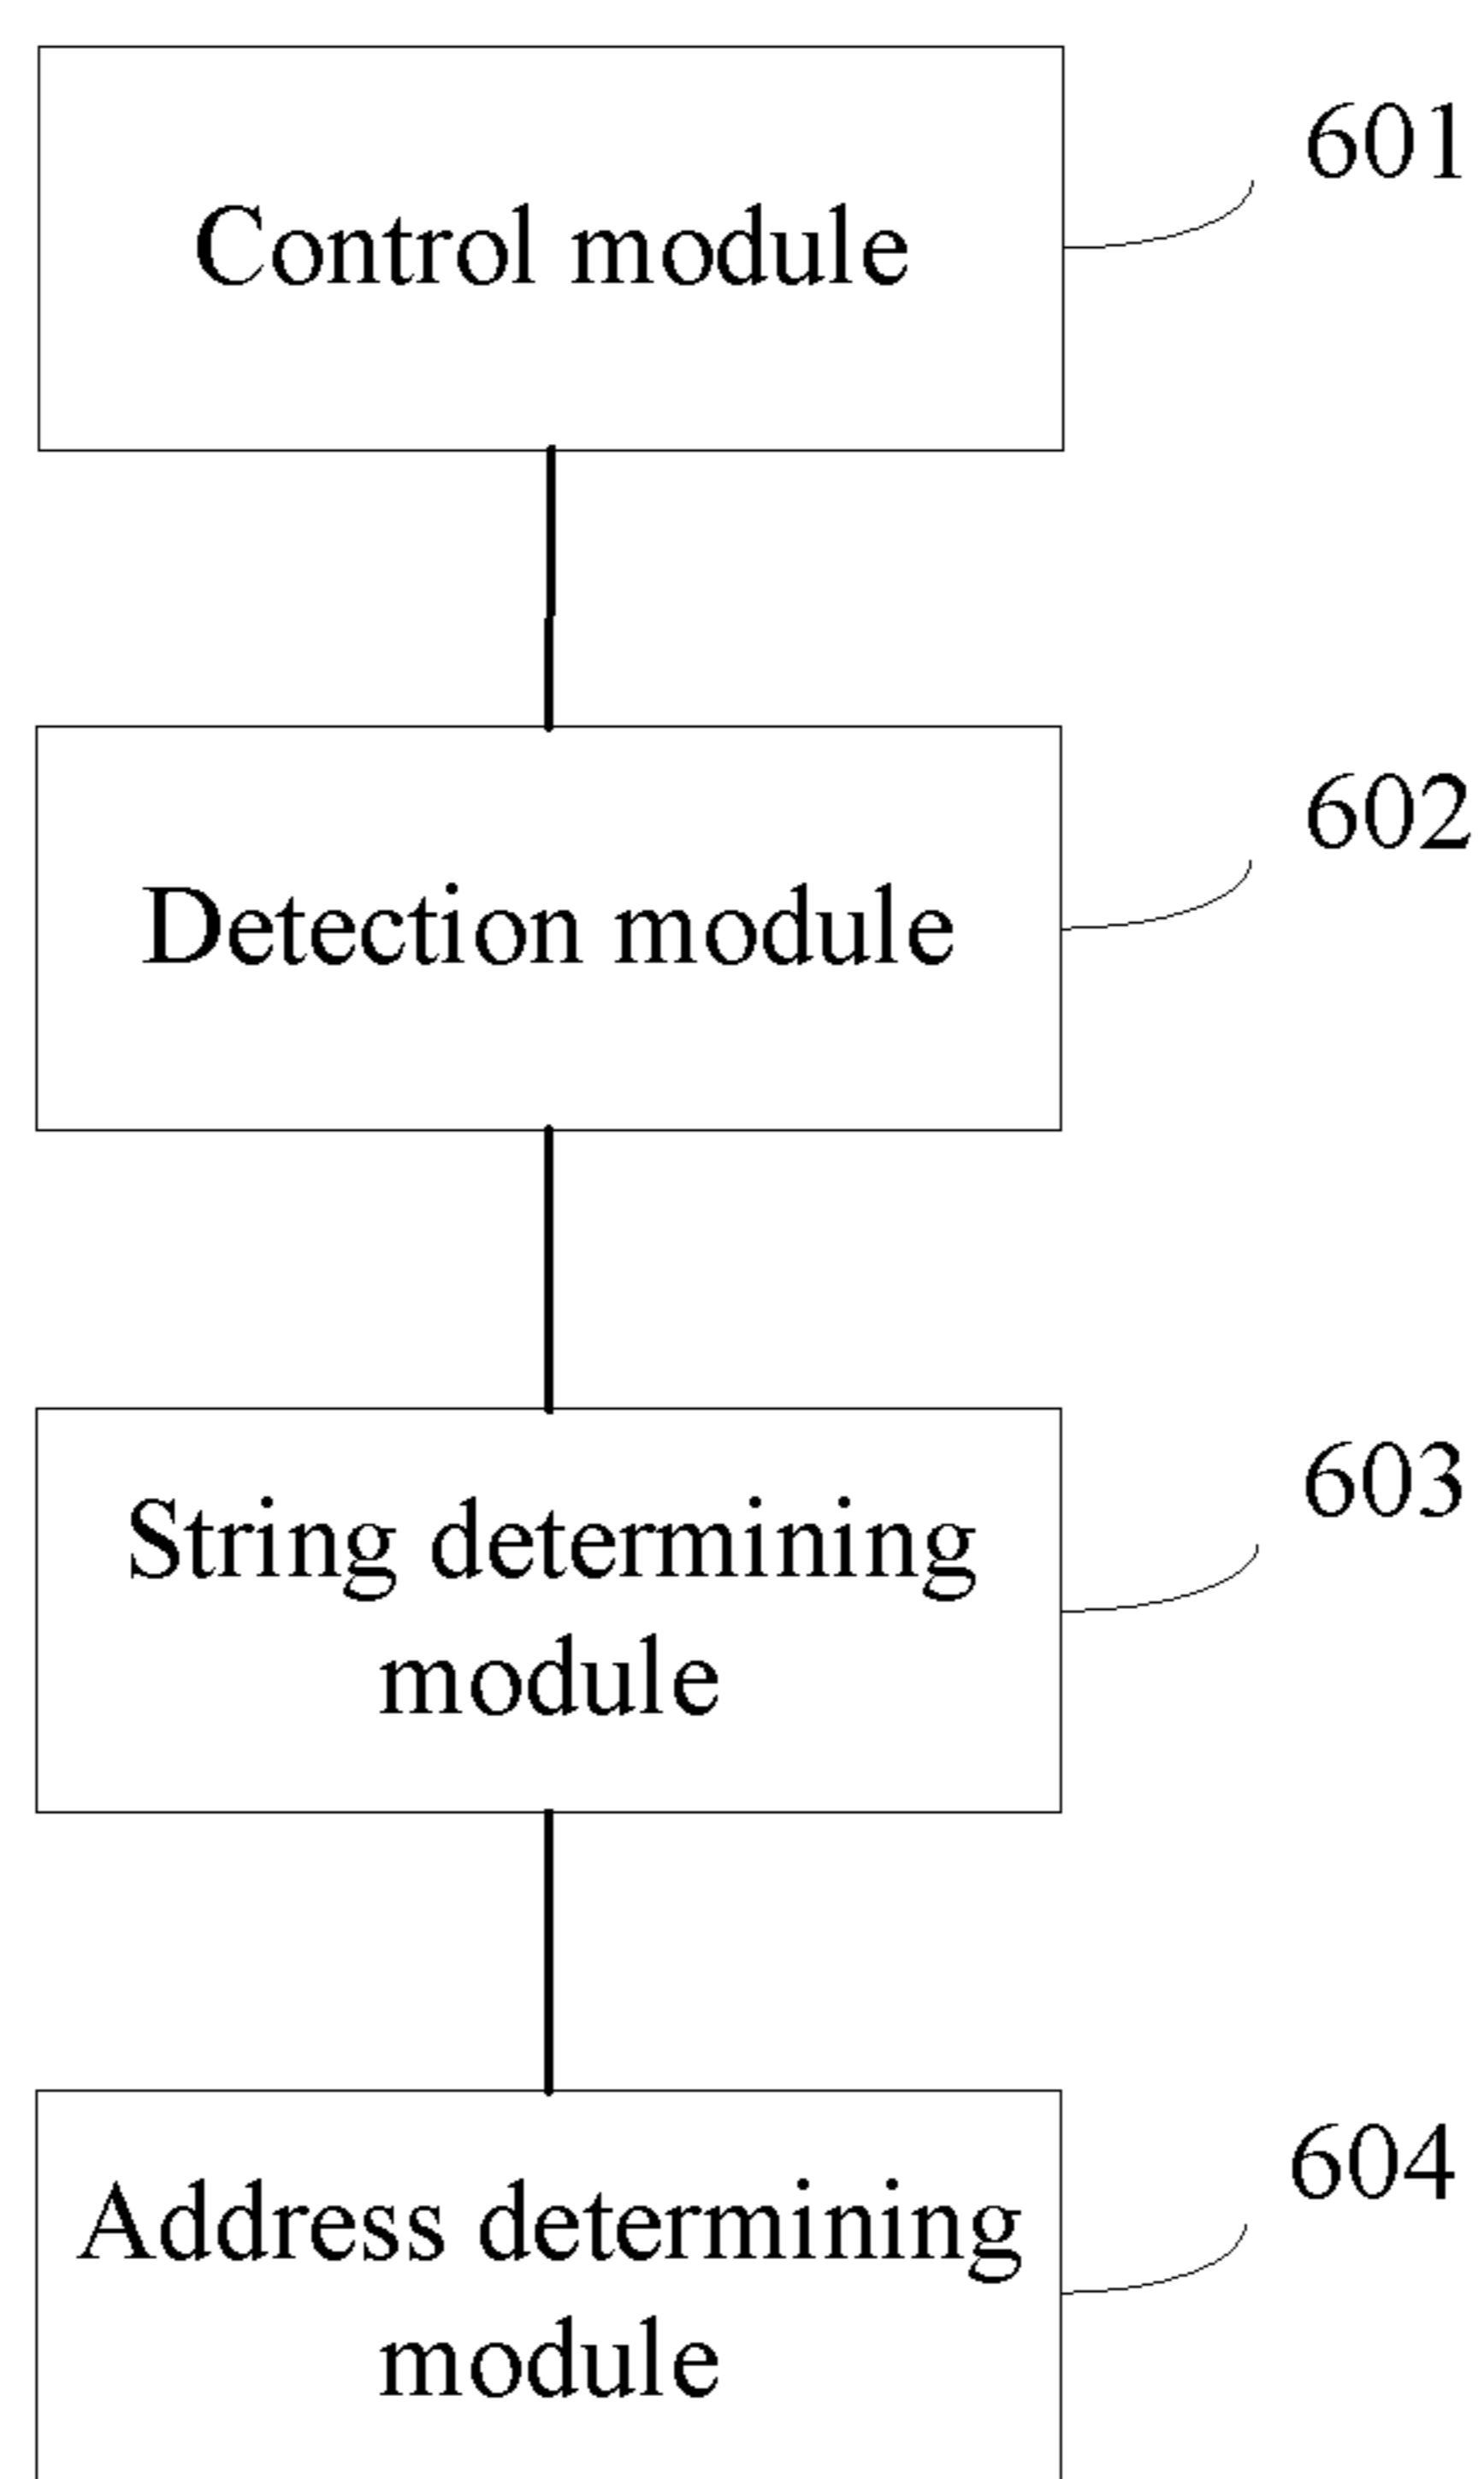 601
Control module
602
Detection module
603
String determining
module
604
Address determining
module